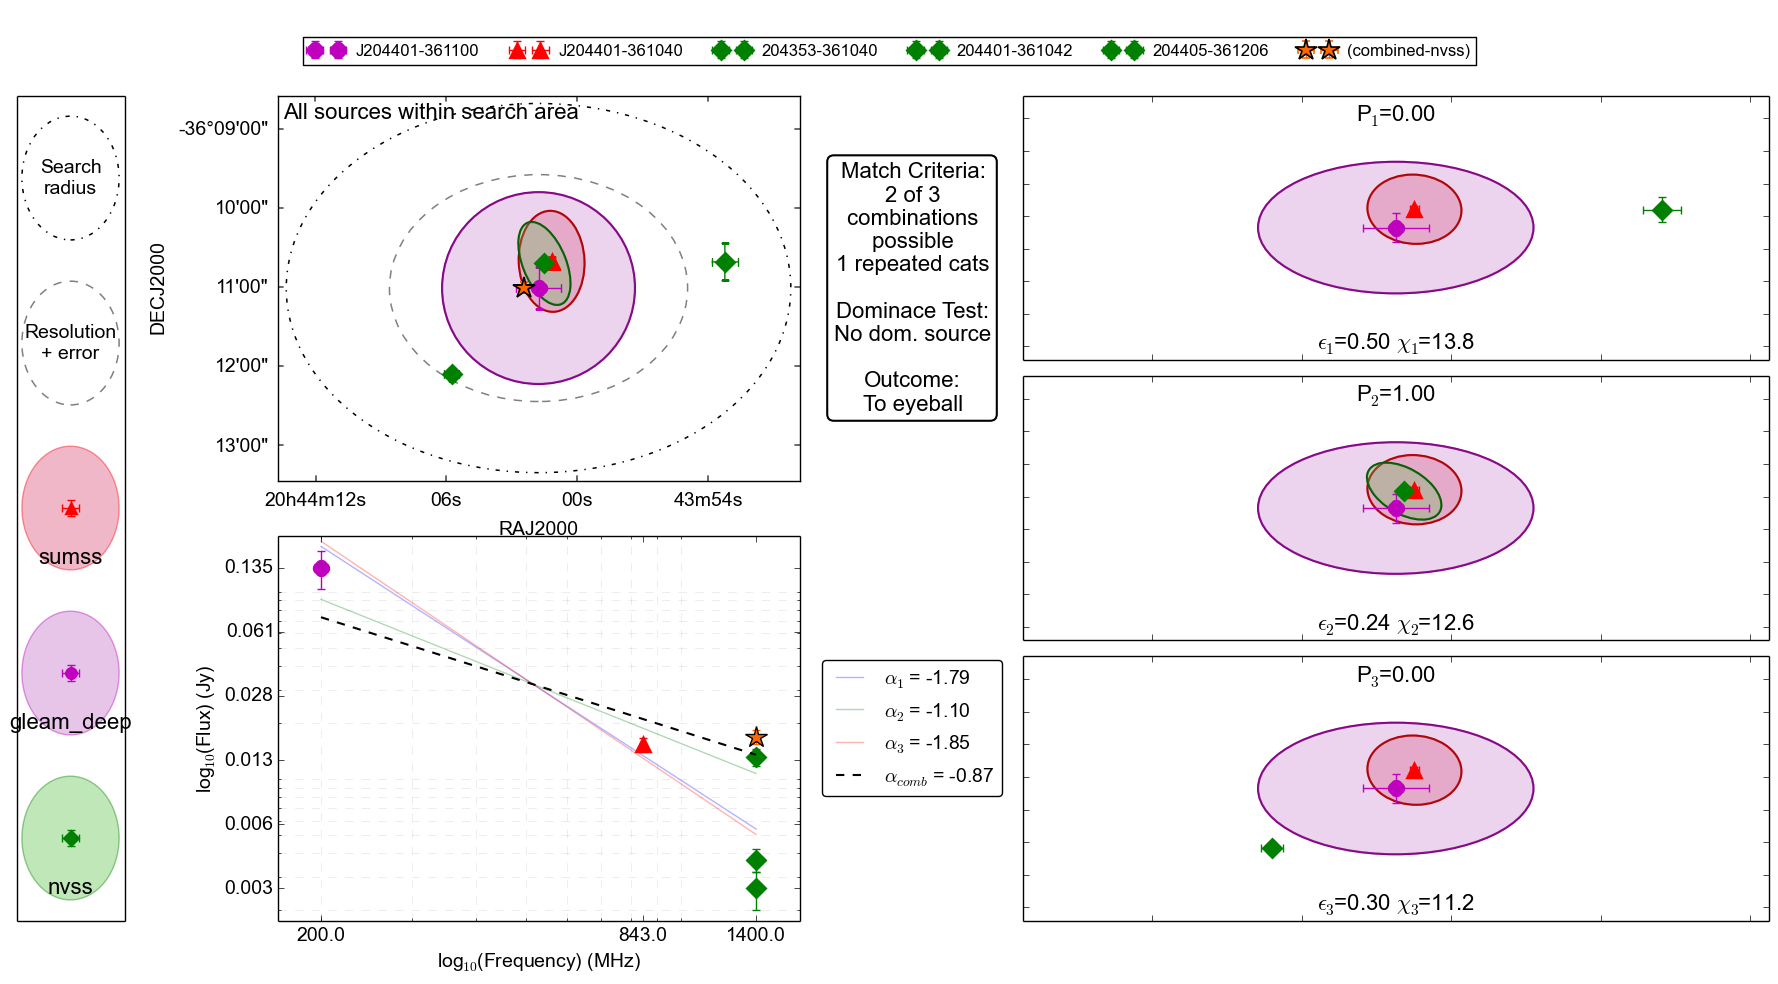 J204401-361100 J204401-361040 204353-361040 204401-361042 204405-361206 (combined-nvss)
Search
radius
Resolution
+ error
sumss
gleam_deep
nvss
All sources within search area
DECJ2000
-36°09'00"
10'00"
11'00"
12'00"
13'00"
20h44m12s 06s 00s 43m54s
RAJ2000
Match Criteria:
2 of 3
combinations
possible
1 repeated cats
Dominace Test:
No dom. source
Outcome:
To eyeball
log10(Flux) (Jy)
0.135
0.061
0.028
0.013
0.006
0.003
200.0 843.0 1400.0
log10(Frequency) (MHz)
α1 = -1.79
α2 = -1.10
α3 = -1.85
αcomb = -0.87
P1=0.00
ϵ1=0.50 χ1=13.8
P2=1.00
ϵ2=0.24 χ2=12.6
P3=0.00
ϵ3=0.30 χ3=11.2